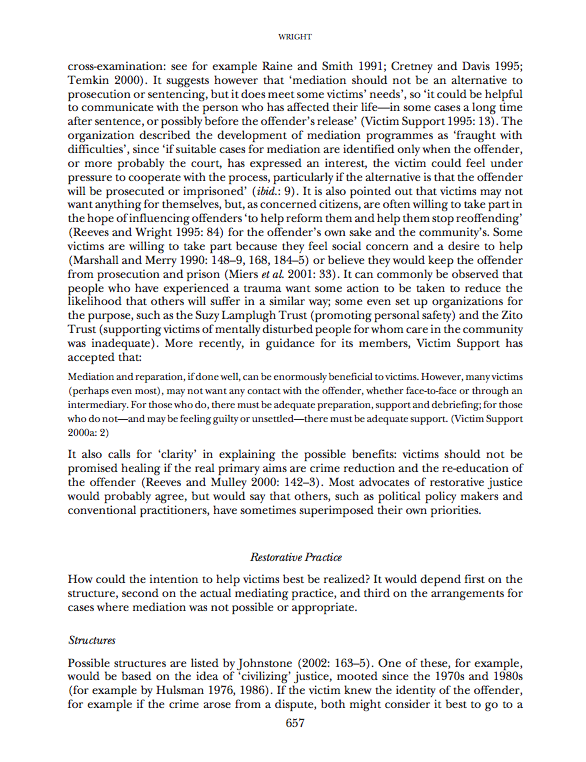 WRIGHT
cross-examination: see for example Raine and Smith 1991; Cretney and Davis 1995;
Temkin 2000). It suggests however that ‘mediation should not be an alternative to
prosecution or sentencing, but it does meet some victims’ needs’, so ‘it could be helpful
to communicate with the person who has affected their life—in some cases a long time
after sentence, or possibly before the offender’s release’ (Victim Support 1995: 13). The
organization described the development of mediation programmes as ‘fraught with
difficulties’, since ‘if suitable cases for mediation are identified only when the offender,
or more probably the court, has expressed an interest, the victim could feel under
pressure to cooperate with the process, particularly if the alternative is that the offender
will be prosecuted or imprisoned’ (ibid.: 9). It is also pointed out that victims may not
want anything for themselves, but, as concerned citizens, are often willing to take part in
the hope of influencing offenders ‘to help reform them and help them stop reoffending’
(Reeves and Wright 1995: 84) for the offender’s own sake and the community’s. Some
victims are willing to take part because they feel social concern and a desire to help
(Marshall and Merry 1990: 148–9, 168, 184–5) or believe they would keep the offender
from prosecution and prison (Miers et al. 2001: 33). It can commonly be observed that
people who have experienced a trauma want some action to be taken to reduce the
likelihood that others will suffer in a similar way; some even set up organizations for
the purpose, such as the Suzy Lamplugh Trust (promoting personal safety) and the Zito
Trust (supporting victims of mentally disturbed people for whom care in the community
was inadequate). More recently, in guidance for its members, Victim Support has
accepted that:
Mediation and reparation, if done well, can be enormously beneficial to victims. However, many victims
(perhaps even most), may not want any contact with the offender, whether face-to-face or through an
intermediary. For those who do, there must be adequate preparation, support and debriefing; for those
who do not—and may be feeling guilty or unsettled—there must be adequate support. (Victim Support
2000a: 2)
It also calls for ‘clarity’ in explaining the possible benefits: victims should not be
promised healing if the real primary aims are crime reduction and the re-education of
the offender (Reeves and Mulley 2000: 142–3). Most advocates of restorative justice
would probably agree, but would say that others, such as political policy makers and
conventional practitioners, have sometimes superimposed their own priorities.
Restorative Practice
How could the intention to help victims best be realized? It would depend first on the
structure, second on the actual mediating practice, and third on the arrangements for
cases where mediation was not possible or appropriate.
Structures
Possible structures are listed by Johnstone (2002: 163–5). One of these, for example,
would be based on the idea of ‘civilizing’ justice, mooted since the 1970s and 1980s
(for example by Hulsman 1976, 1986). If the victim knew the identity of the offender,
for example if the crime arose from a dispute, both might consider it best to go to a
657